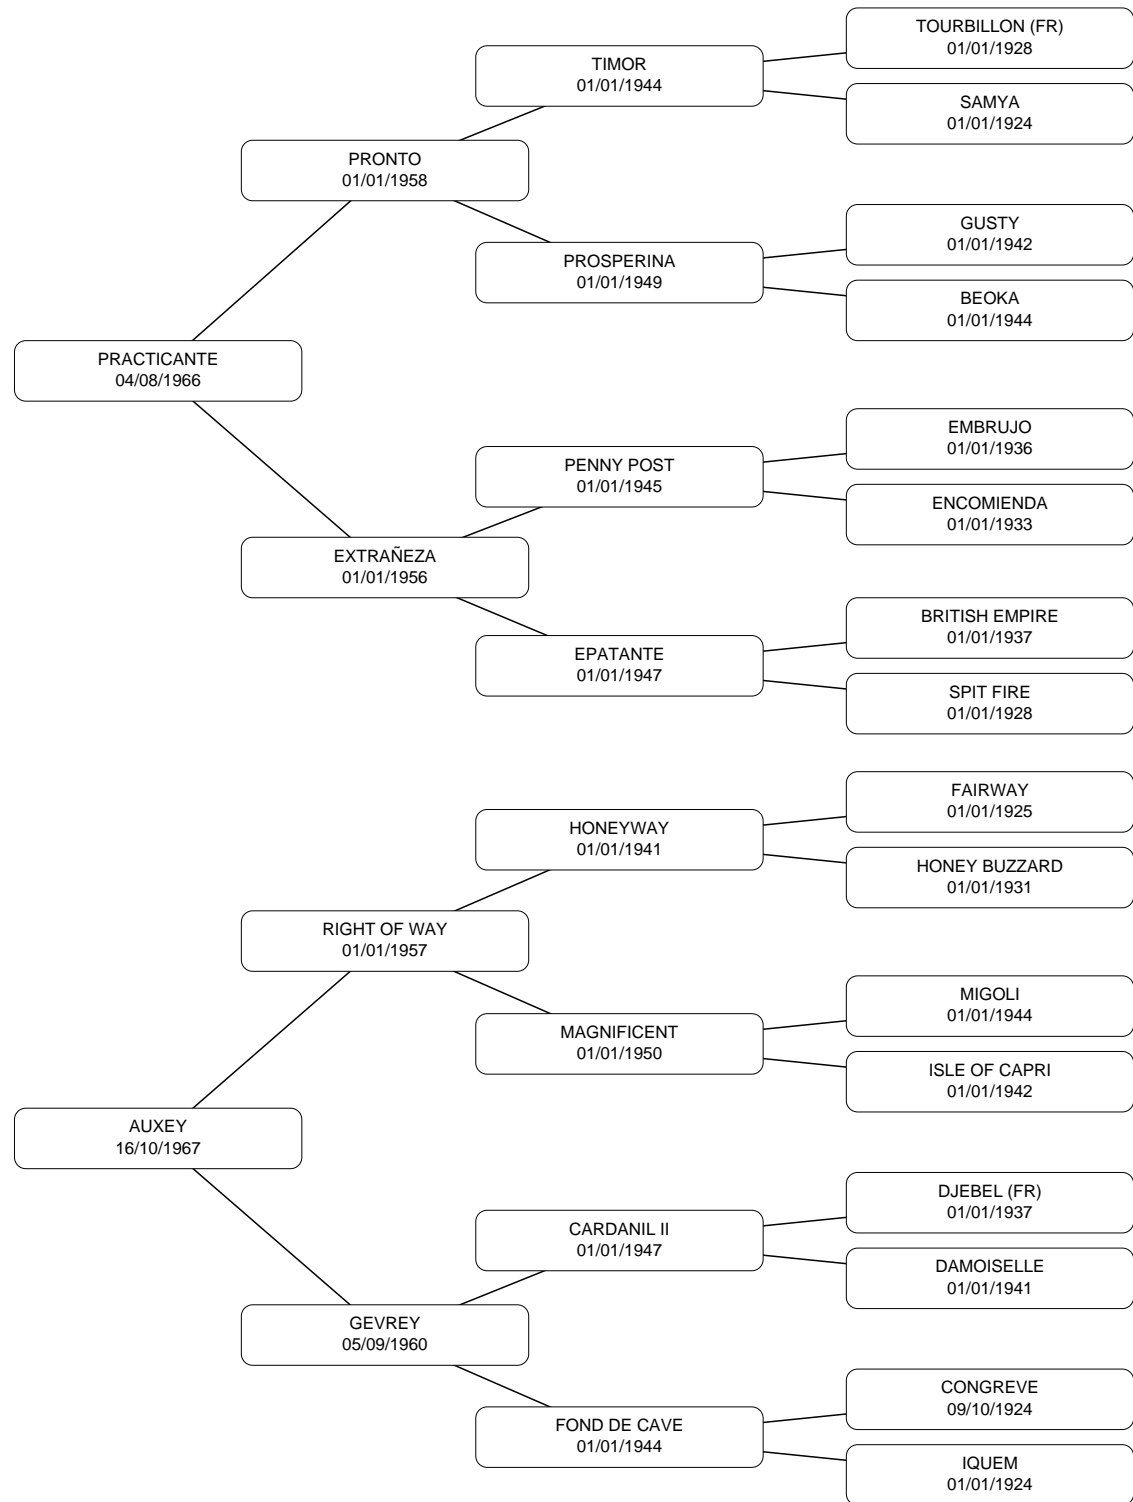 TOURBILLON (FR)
01/01/1928
TIMOR
01/01/1944
SAMYA
01/01/1924
PRONTO
01/01/1958
GUSTY
01/01/1942
PROSPERINA
01/01/1949
BEOKA
01/01/1944
PRACTICANTE
04/08/1966
EMBRUJO
01/01/1936
PENNY POST
01/01/1945
ENCOMIENDA
01/01/1933
EXTRAÑEZA
01/01/1956
BRITISH EMPIRE
01/01/1937
EPATANTE
01/01/1947
SPIT FIRE
01/01/1928
FAIRWAY
01/01/1925
HONEYWAY
01/01/1941
HONEY BUZZARD
01/01/1931
RIGHT OF WAY
01/01/1957
MIGOLI
01/01/1944
MAGNIFICENT
01/01/1950
ISLE OF CAPRI
01/01/1942
AUXEY
16/10/1967
DJEBEL (FR)
01/01/1937
CARDANIL II
01/01/1947
DAMOISELLE
01/01/1941
GEVREY
05/09/1960
CONGREVE
09/10/1924
FOND DE CAVE
01/01/1944
IQUEM
01/01/1924